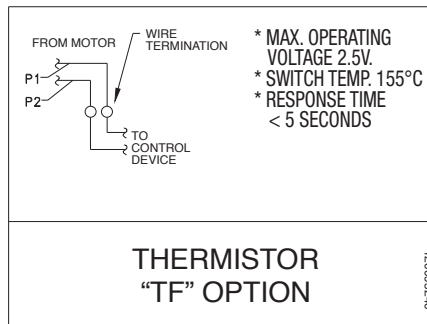 FROM MOTOR
WIRE
TERMINATION
P1
P2
TO
CONTROL
DEVICE
* MAX. OPERATING
VOLTAGE 2.5V.
* SWITCH TEMP. 155°C
* RESPONSE TIME
< 5 SECONDS
THERMISTOR
“TF” OPTION